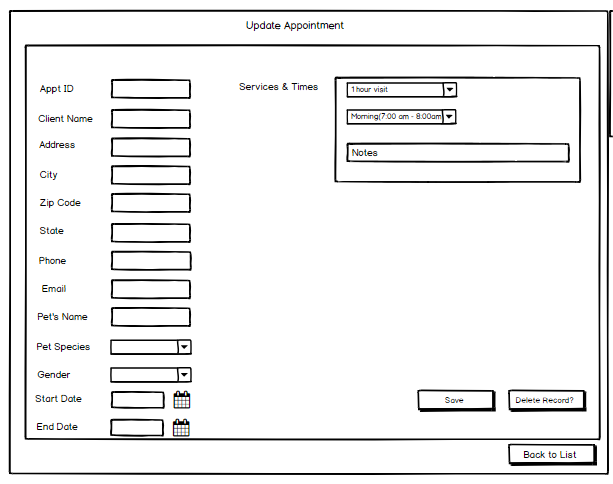 Update Appointment
Appt ID
Client Name
Address
City
Zip Code
State
Phone
Email
Pet's Name
Pet Species
Gender
Start Date
End Date
Services & Times
1 hour visit
Morning(7:00 am - 8:00am
Notes
Save
Delete Record?
Back to List